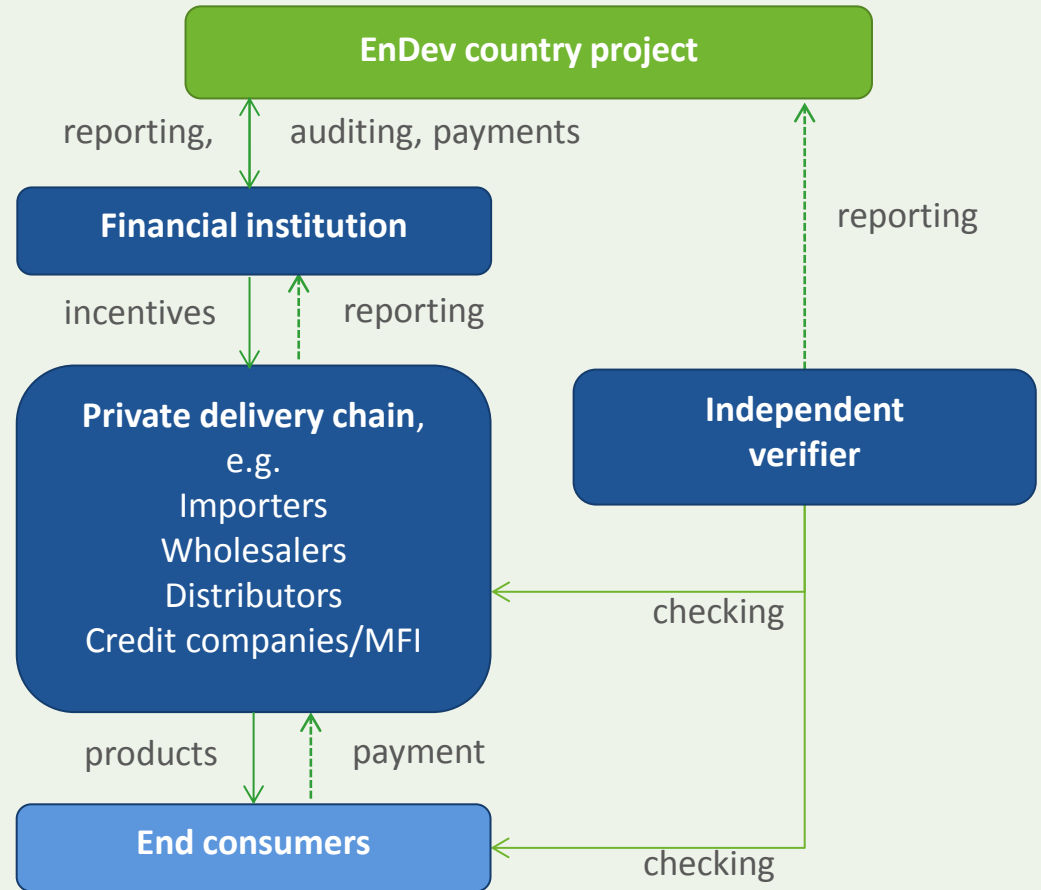 EnDev country project
reporting,
auditing, payments
Financial institution
reporting
incentives
reporting
Private delivery chain,
e.g.
Importers
Wholesalers
Distributors
Credit companies/MFI
Independent
verifier
checking
products
payment
End consumers
checking